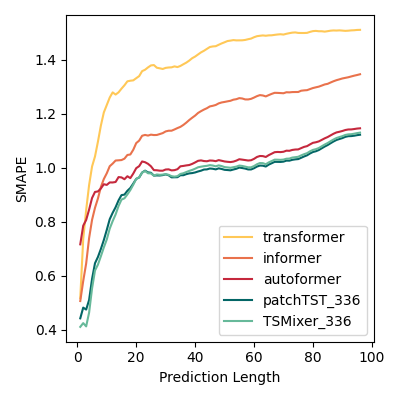 1.4
1.2
1.0
0.8
0.6
0.4
SMAPE
transformer
informer
autoformer
patchTST_336
TSMixer_336
0 20 40 60 80 100
Prediction Length